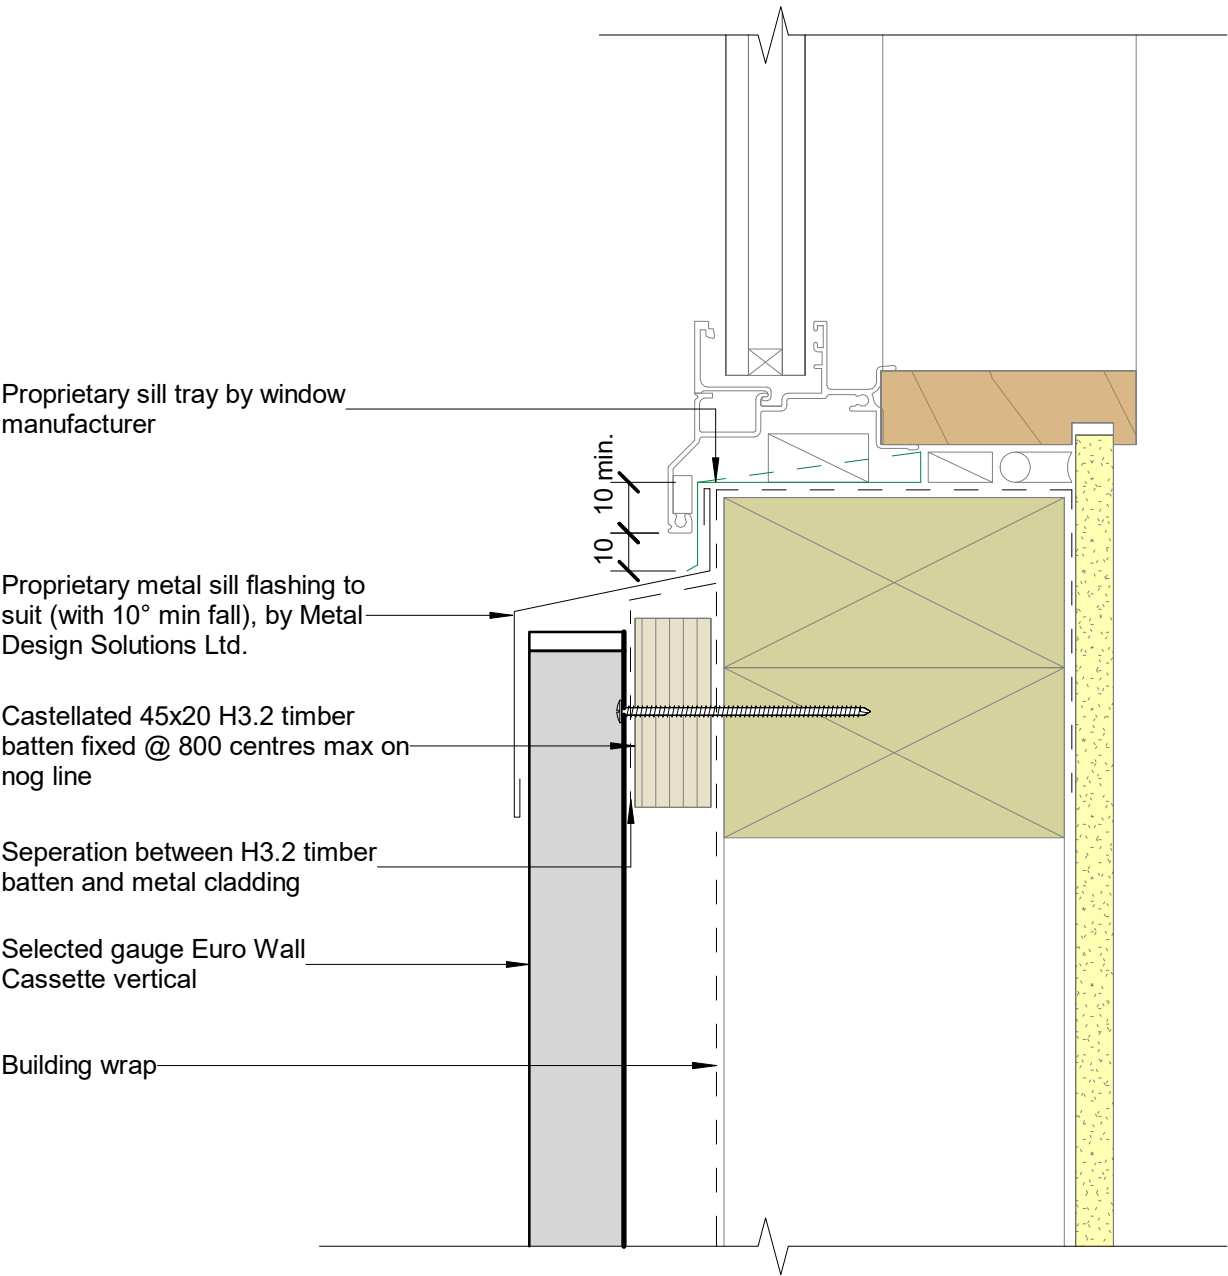 Proprietary sill tray by window
manufacturer
10 min.
10
Proprietary metal sill flashing to
suit (with 10° min fall), by Metal
Design Solutions Ltd.
Castellated 45x20 H3.2 timber
batten fixed @ 800 centres max on
nog line
Seperation between H3.2 timber
batten and metal cladding
Selected gauge Euro Wall
Cassette vertical
Building wrap